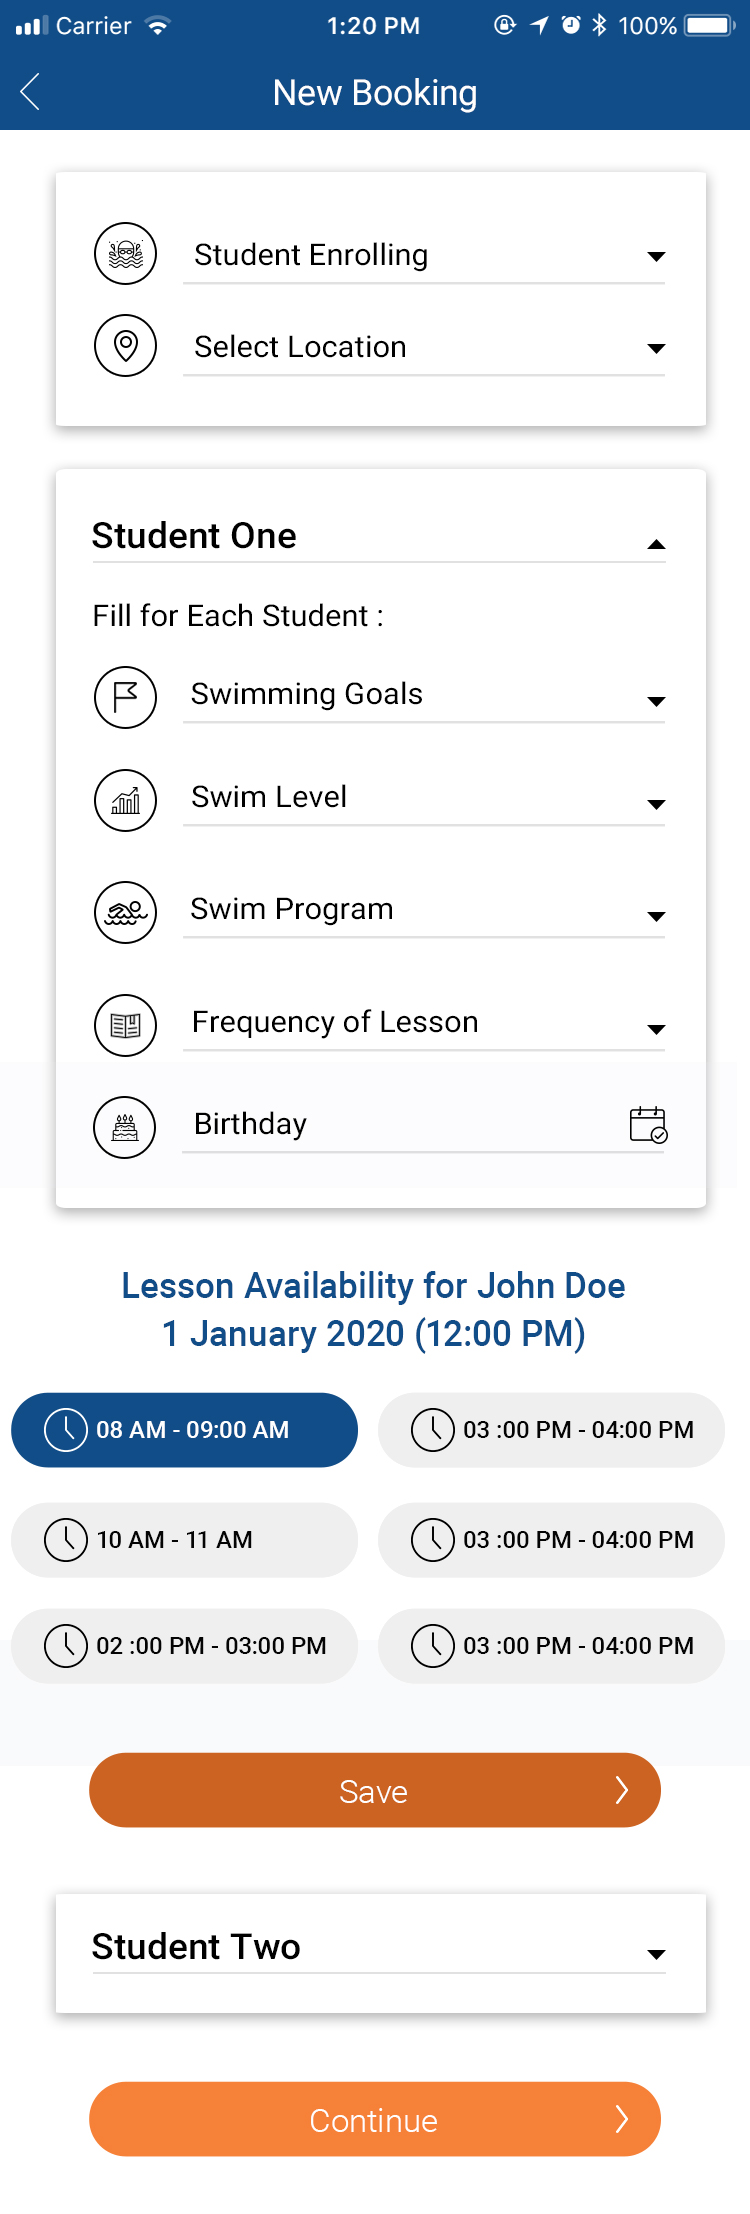 Carrier 1:20 PM 100%
New Booking
Student Enrolling
Select Location
Student One
Fill for Each Student :
Swimming Goals
Swim Level
Swim Program
Frequency of Lesson
Birthday
Lesson Availability for John Doe
1 January 2020 (12:00 PM)
08 AM - 09:00 AM
03 :00 PM - 04:00 PM
10 AM - 11 AM
03 :00 PM - 04:00 PM
02 :00 PM - 03:00 PM
03 :00 PM - 04:00 PM
Save
Student Two
Continue